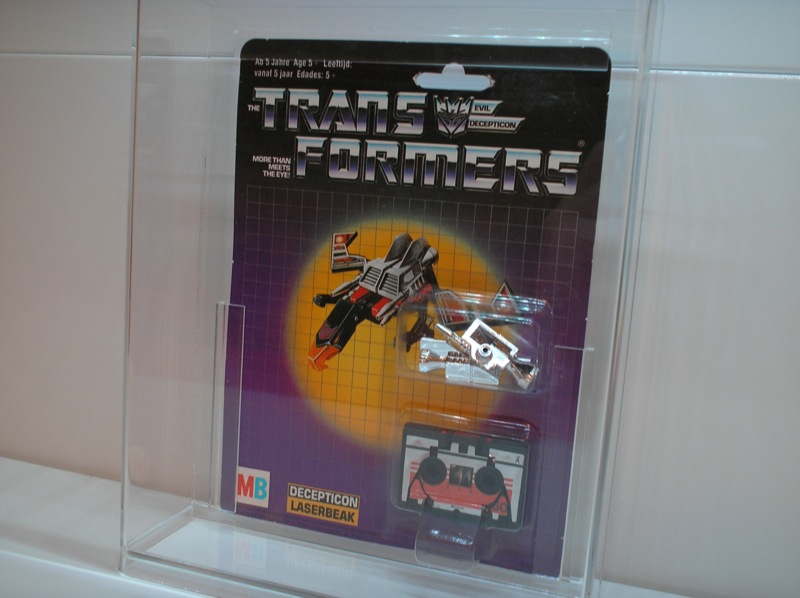 Ab 5 Jahre Age 5 + Leeftijd:
vanaf 5 jaar Edades: 5 +
THE TRANS
EVIL
DECEPTICON
FORMERS®
MORE THAN
MEETS
THE EYE!
MB
DECEPTICON
LASERBEAK